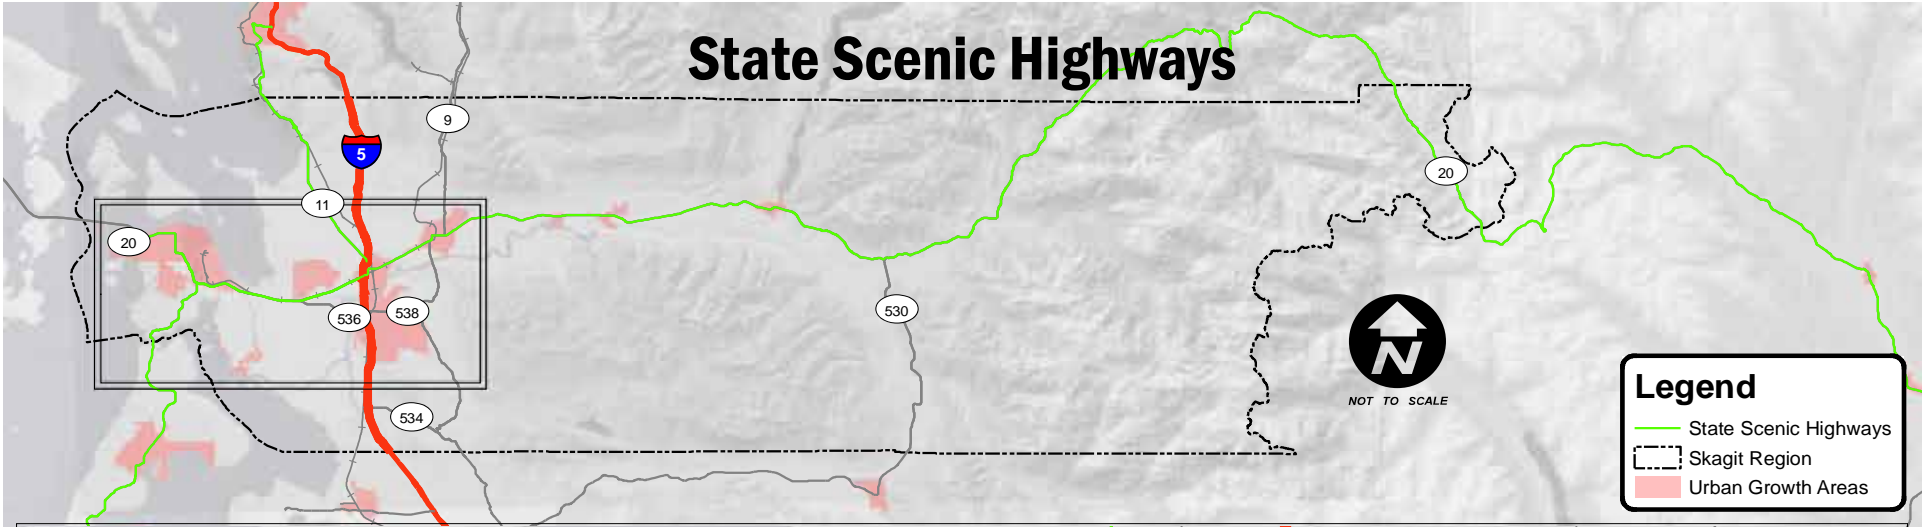 State Scenic Highways
9
5
11
20
20
536
538
530
534
N
NOT TO SCALE
Legend
State Scenic Highways
Skagit Region
Urban Growth Areas